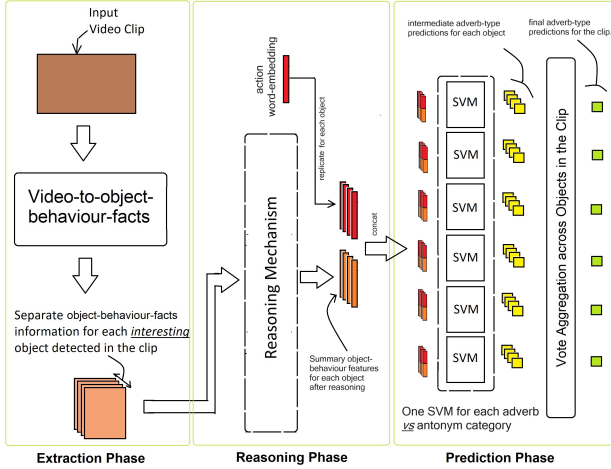 Input
Video Clip
Video-to-object-
behaviour-facts
Separate object-behaviour-facts
information for each interesting
object detected in the clip
Extraction Phase
action
word-embedding
replicate for each object
Reasoning Mechanism
concat
Summary object-
behaviour features
for each object
after reasoning
Reasoning Phase
intermediate adverb-type
predictions for each object
final adverb-type
predictions for the clip.
SVM
SVM
SVM
SVM
SVM
SVM
Vote Aggregation across Objects in the Clip
One SVM for each adverb
vs antonym category
Prediction Phase